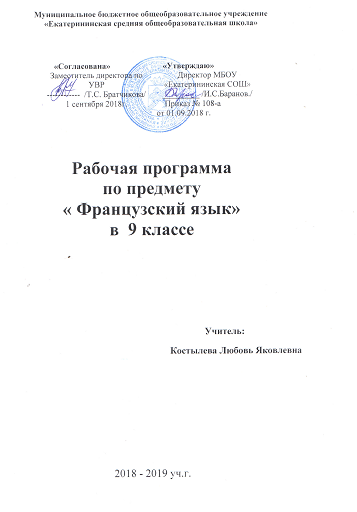 Муниципальное бюджетное общеобразовательное учреждение
«Екатерининская средняя общеобразовательная школа»
«Согласована» «Утверждаю»
Заместитель директора по Директор МБОУ
УВР «Екатерининская СОШ»
/Т.С. Братчикова/ /И.С.Баранов./
1 сентября 2018г. Приказ № 108-а
от 01.09.2018 г.
Рабочая программа
по предмету
« Французский язык»
в 9 классе
Учитель:
Костылева Любовь Яковлевна
2018 - 2019 уч.г.